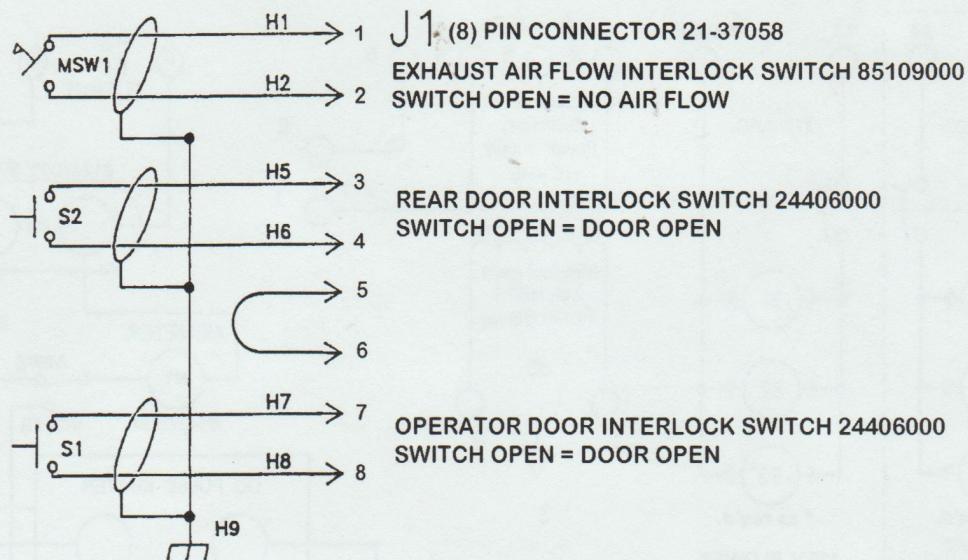 H1 1 J1 (8) PIN CONNECTOR 21-37058
MSW1
EXHAUST AIR FLOW INTERLOCK SWITCH 85109000
H2 2 SWITCH OPEN = NO AIR FLOW
H5 3
REAR DOOR INTERLOCK SWITCH 24406000
S2
SWITCH OPEN = DOOR OPEN
H6 4
5
6
H7 7
OPERATOR DOOR INTERLOCK SWITCH 24406000
S1
SWITCH OPEN = DOOR OPEN
H8 8
H9